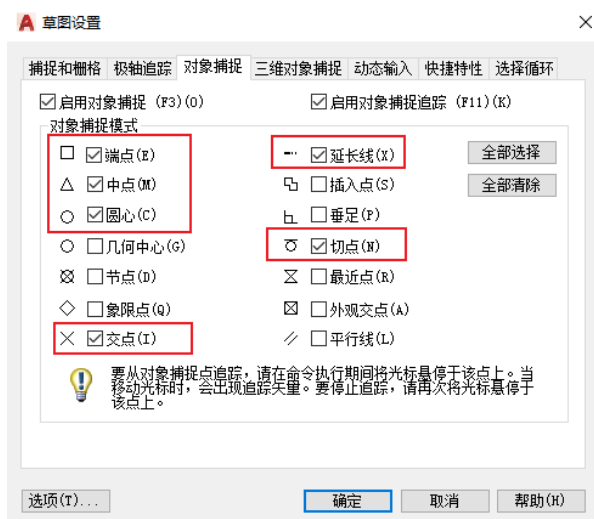 草图设置
捕捉和栅格 极轴追踪 对象捕捉 三维对象捕捉 动态输入 快捷特性 选择循环
启用对象捕捉 (F3)(O) 启用对象捕捉追踪 (F11)(K)
对象捕捉模式
端点(E) 延长线(X) 全部选择
中点(M) 插入点(S) 全部清除
圆心(C) 垂足(P)
几何中心(G) 切点(N)
节点(D) 最近点(R)
象限点(Q) 外观交点(A)
交点(I) 平行线(L)
要从对象捕捉点追踪，请在命令执行期间将光标悬停于该点上。当
移动光标时，会出现追踪矢量。要停止追踪，请再次将光标悬停于
该点上。
选项(T)... 确定 取消 帮助(H)